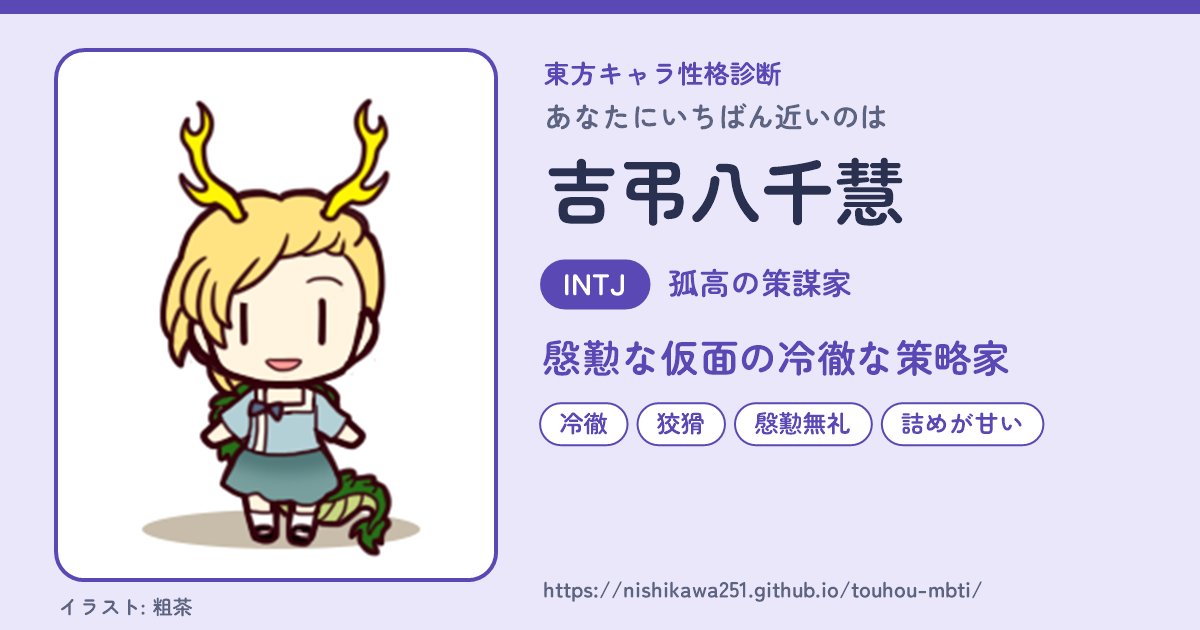 東方キャラ性格診断
あなたにいちばん近いのは
吉弔八千慧
INTJ 孤高の策謀家
慇懃な仮面の冷徹な策略家
冷徹 狡猾 慇懃無礼 詰めが甘い
https://nishikawa251.github.io/touhou-mbti/
イラスト: 粗茶